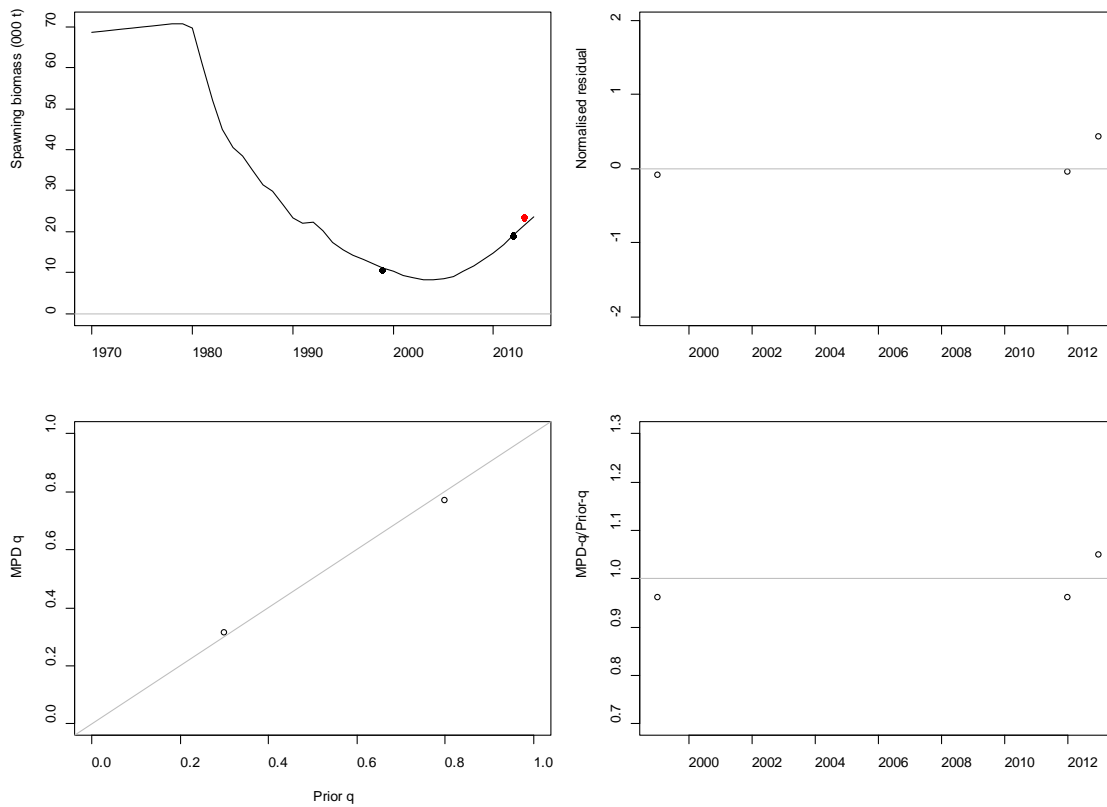 Spawning biomass (000 t)
0 10 20 30 40 50 60 70
1970 1980 1990 2000 2010
Normalised residual
-2 -1 0 1 2
2000 2002 2004 2006 2008 2010 2012
MPD q
0.0 0.2 0.4 0.6 0.8 1.0
0.0 0.2 0.4 0.6 0.8 1.0
Prior q
MPD-q/Prior-q
0.7 0.8 0.9 1.0 1.1 1.2 1.3
2000 2002 2004 2006 2008 2010 2012